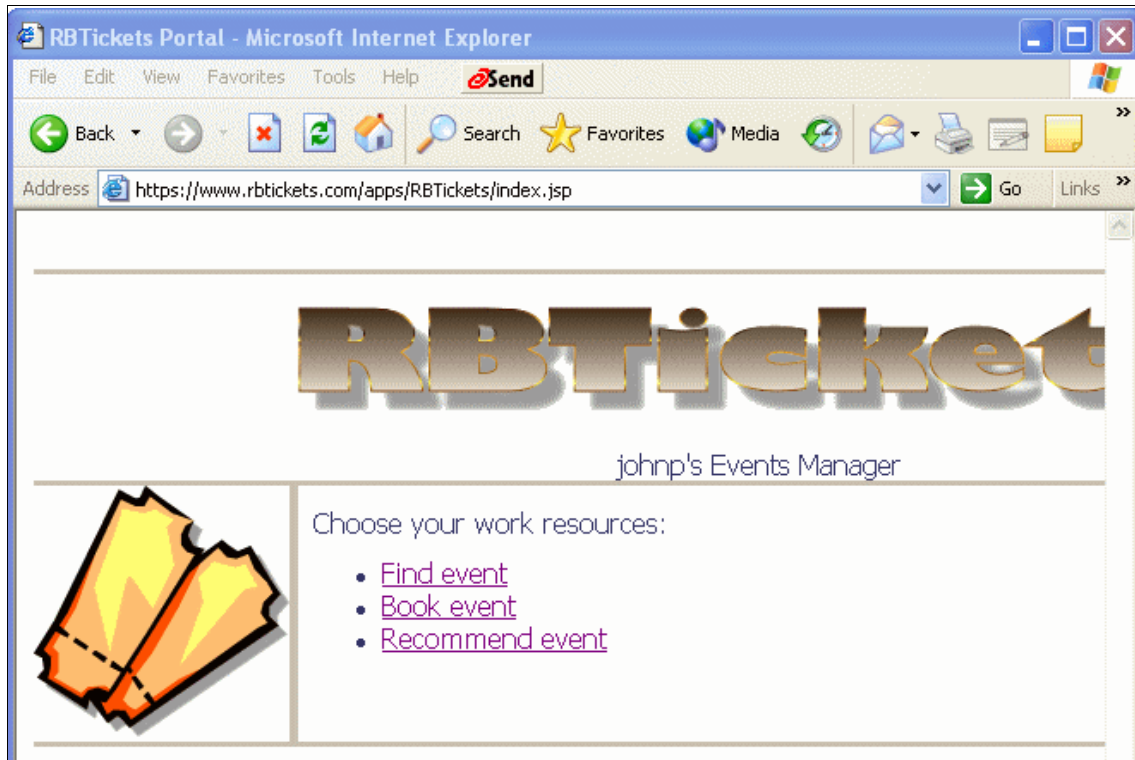 RBTickets Portal - Microsoft Internet Explorer
File Edit View Favorites Tools Help eSend
Back Search Favorites Media »
Address https://www.rbtickets.com/apps/RBTickets/index.jsp Go Links »
RBTicket
johnp's Events Manager
Choose your work resources:
• Find event
• Book event
• Recommend event